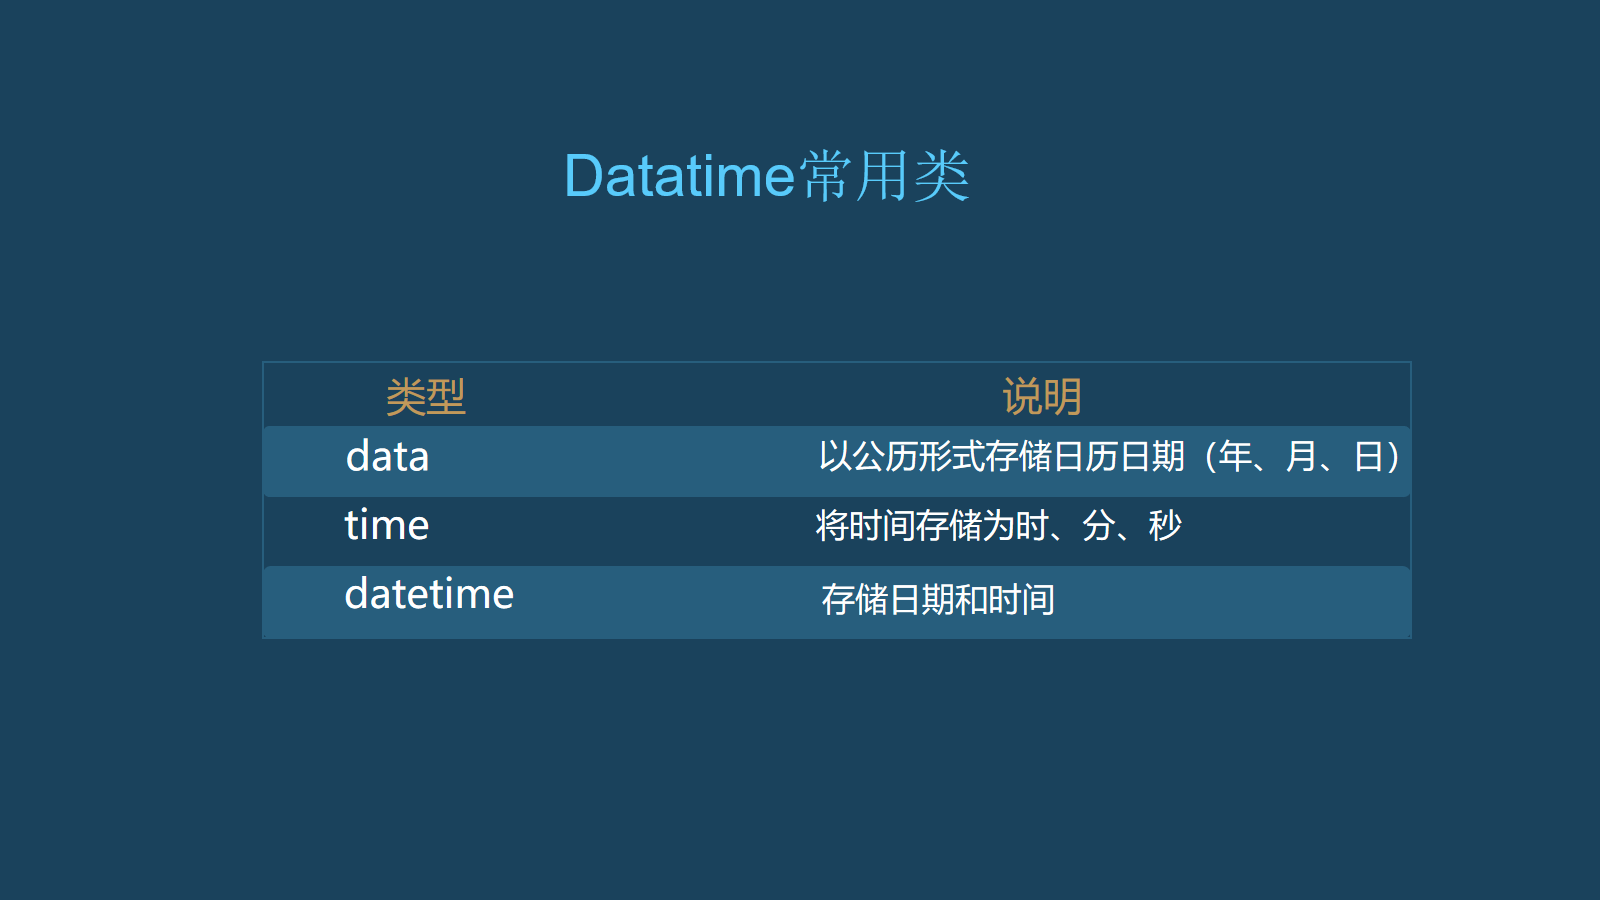 Datatime常用类
类型 说明
data 以公历形式存储日历日期（年、月、日）
time 将时间存储为时、分、秒
datetime 存储日期和时间